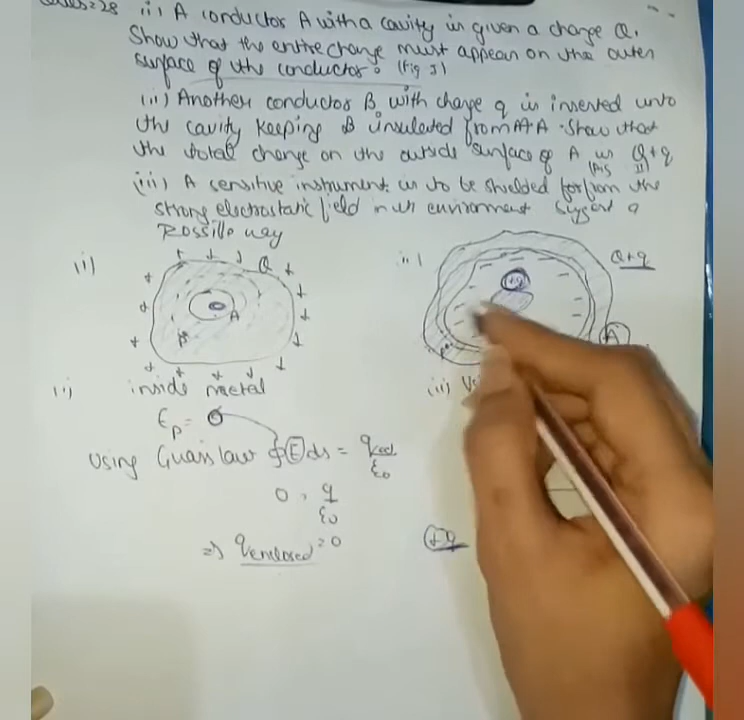 =28 (i) A conductor A with a cavity is given a charge Q.
Show that the entire charge must appear on the outer
surface of the conductor. (Fig I)
(ii) Another conductor B with charge q is inserted into
the cavity keeping B insulated from A. Show that
the total charge on the outside surface of A is Q+q
(iii) A sensitive instrument is to be shielded from the
strong electrostatic field in its environment Suggest a
Possible way
(i)
Q
A
P
ii)
+q
Q+q
A
i) inside metal
Ep = 0
Using Gauss law ∮Eds = qencl/ε0
0 = q/ε0
⇒ qenclosed = 0
(iii)
+q